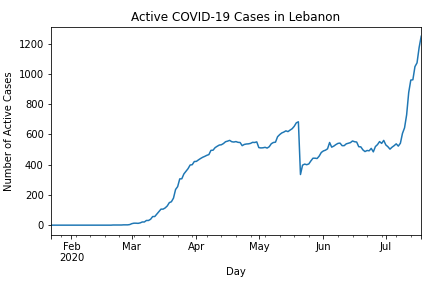 Active COVID-19 Cases in Lebanon
Number of Active Cases
1200
1000
800
600
400
200
0
Feb Mar Apr May Jun Jul
2020
Day